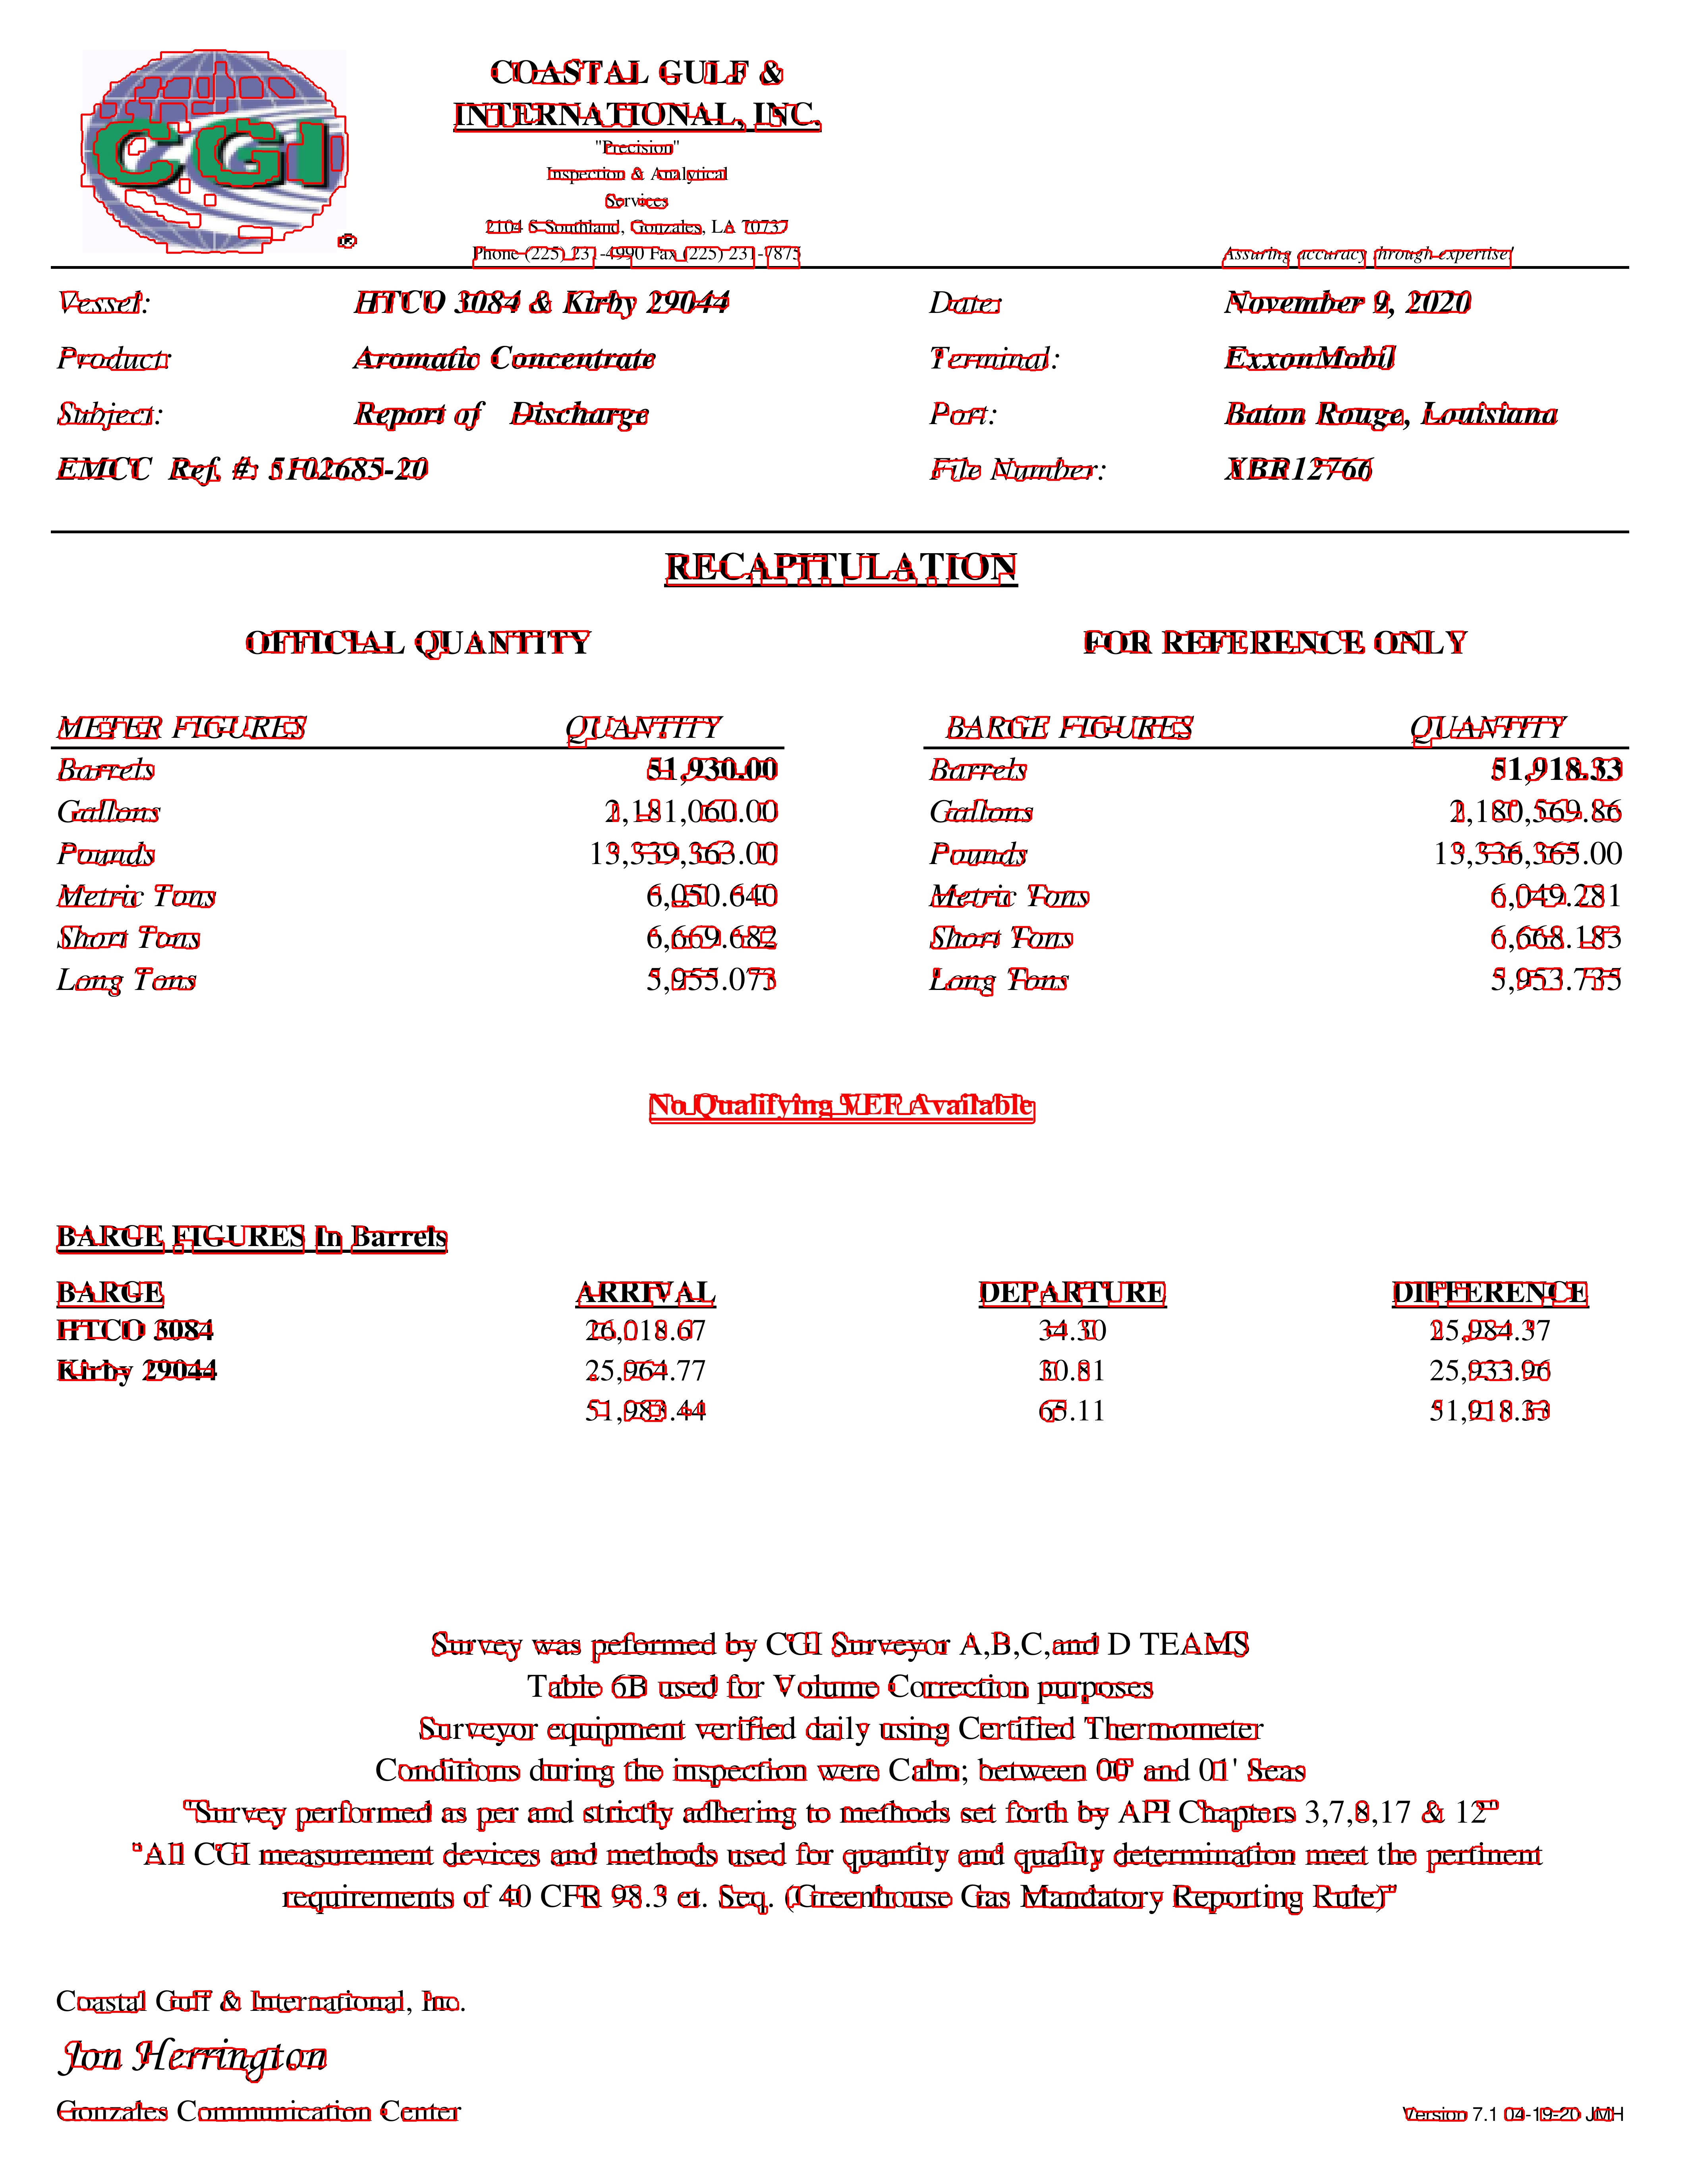 CGI
®
COASTAL GULF &
INTERNATIONAL, INC.
"Precision"
Inspection & Analytical
Services
2104 S Southland, Gonzales, LA 70737
Phone (225) 231-4990 Fax (225) 231-7875
Assuring accuracy through expertise!
Vessel: HTCO 3084 & Kirby 29044 Date: November 9, 2020
Product: Aromatic Concentrate Terminal: ExxonMobil
Subject: Report of Discharge Port: Baton Rouge, Louisiana
EMCC Ref. #: 5102685-20 File Number: XBR12766
RECAPITULATION
OFFICIAL QUANTITY FOR REFERENCE ONLY
METER FIGURES QUANTITY BARGE FIGURES QUANTITY
Barrels 51,930.00 Barrels 51,918.33
Gallons 2,181,060.00 Gallons 2,180,569.86
Pounds 13,339,363.00 Pounds 13,336,365.00
Metric Tons 6,050.640 Metric Tons 6,049.281
Short Tons 6,669.682 Short Tons 6,668.183
Long Tons 5,955.073 Long Tons 5,953.735
No Qualifying VEF Available
BARGE FIGURES In Barrels
BARGE ARRIVAL DEPARTURE DIFFERENCE
HTCO 3084 26,018.67 34.30 25,984.37
Kirby 29044 25,964.77 30.81 25,933.96
51,983.44 65.11 51,918.33
Survey was peformed by CGI Surveyor A,B,C,and D TEAMS
Table 6B used for Volume Correction purposes
Surveyor equipment verified daily using Certified Thermometer
Conditions during the inspection were Calm; between 00' and 01' Seas
"Survey performed as per and strictly adhering to methods set forth by API Chapters 3,7,8,17 & 12"
"All CGI measurement devices and methods used for quantity and quality determination meet the pertinent
requirements of 40 CFR 98.3 et. Seq. (Greenhouse Gas Mandatory Reporting Rule)"
Coastal Gulf & International, Inc.
Jon Herrington
Gonzales Communication Center
Version 7.1 04-19-20 JMH